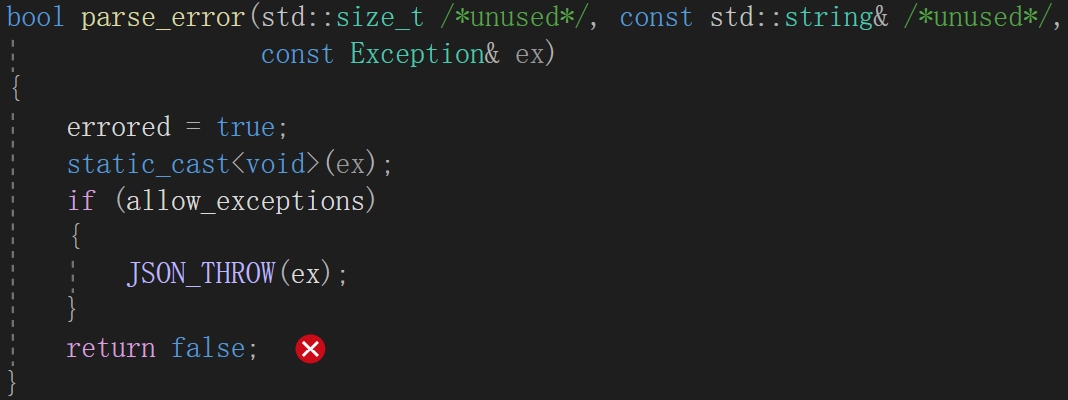 bool parse_error(std::size_t /*unused*/, const std::string& /*unused*/,
const Exception& ex)
{
errored = true;
static_cast<void>(ex);
if (allow_exceptions)
{
JSON_THROW(ex);
}
return false;
}